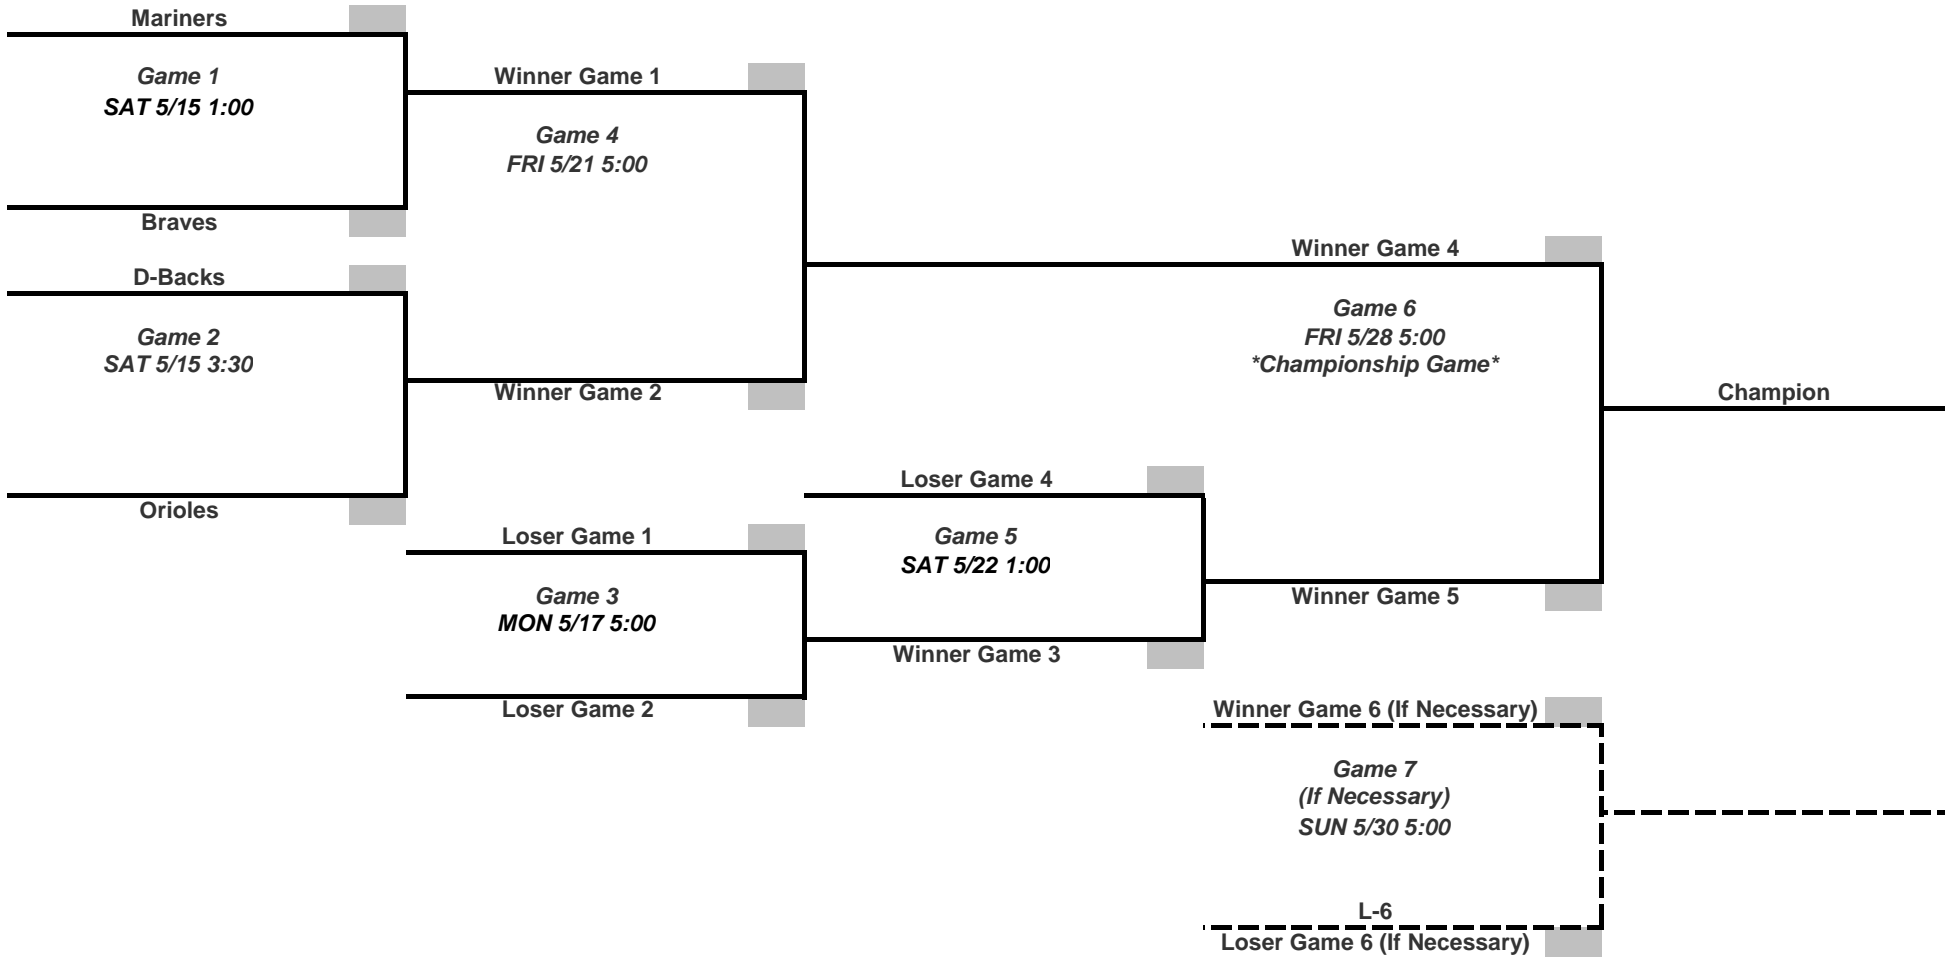 Mariners
Game 1
SAT 5/15 1:00
Braves
D-Backs
Game 2
SAT 5/15 3:30
Orioles
Winner Game 1
Game 4
FRI 5/21 5:00
Winner Game 2
Loser Game 1
Game 3
MON 5/17 5:00
Loser Game 2
Loser Game 4
Game 5
SAT 5/22 1:00
Winner Game 3
Winner Game 4
Game 6
FRI 5/28 5:00
*Championship Game*
Winner Game 5
Champion
Winner Game 6 (If Necessary)
Game 7
(If Necessary)
SUN 5/30 5:00
L-6
Loser Game 6 (If Necessary)